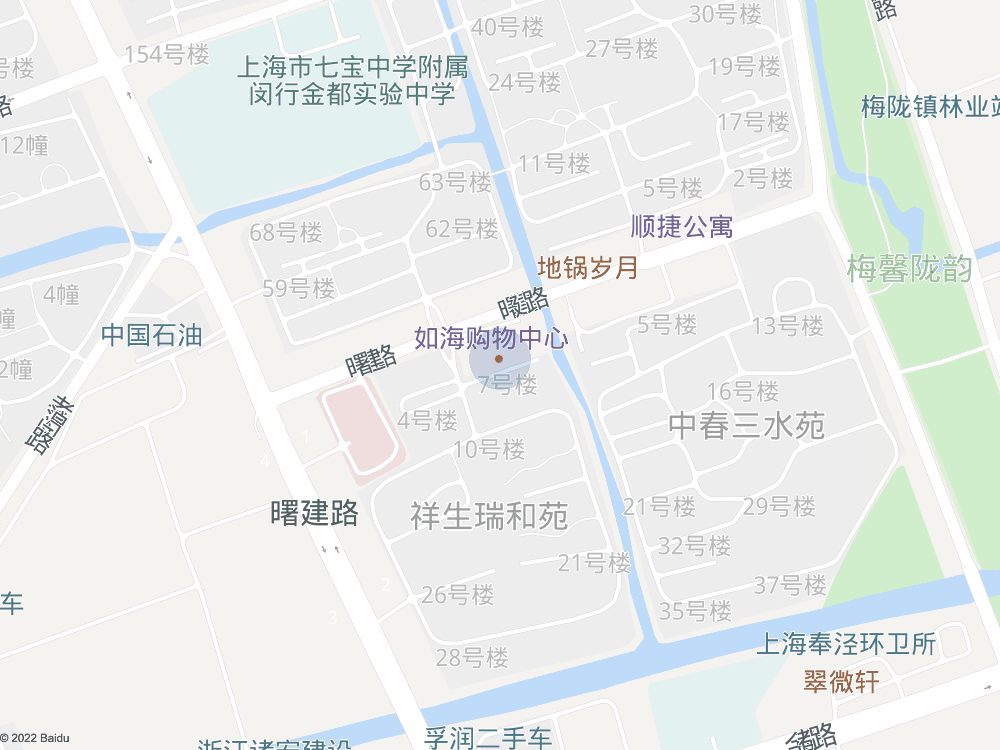 路
30号楼
40号楼
27号楼
154号楼
19号楼
上海市七宝中学附属
闵行金都实验中学
24号楼
梅陇镇林业站
路
17号楼
12幢
11号楼
2号楼
63号楼
5号楼
顺捷公寓
68号楼
62号楼
地锅岁月
梅馨陇韵
59号楼
4幢
曙建路
5号楼
13号楼
中国石油
如海购物中心
曙建路
7号楼
16号楼
4号楼
中春三水苑
1
10号楼
4
21号楼
29号楼
曙建路
祥生瑞和苑
32号楼
21号楼
2
26号楼
37号楼
车
35号楼
3
上海奉泾环卫所
28号楼
翠微轩
© 2022 Baidu
孚润二手车